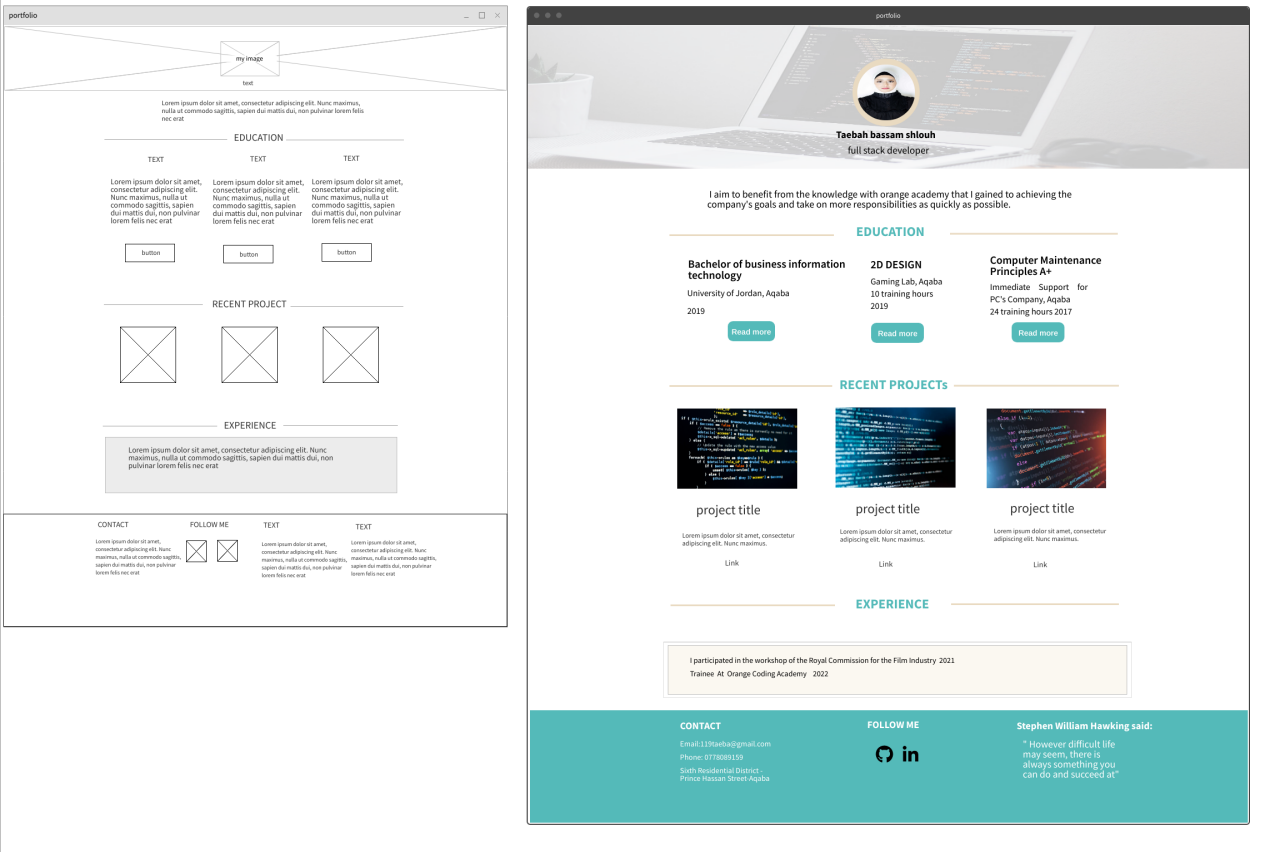 portfolio
my image
text
Lorem ipsum dolor sit amet, consectetur adipiscing elit. Nunc maximus,
nulla ut commodo sagittis, sapien dui mattis dui, non pulvinar lorem felis
nec erat
EDUCATION
TEXT
Lorem ipsum dolor sit amet,
consectetur adipiscing elit.
Nunc maximus, nulla ut
commodo sagittis, sapien
dui mattis dui, non pulvinar
lorem felis nec erat
button
TEXT
Lorem ipsum dolor sit amet,
consectetur adipiscing elit.
Nunc maximus, nulla ut
commodo sagittis, sapien
dui mattis dui, non pulvinar
lorem felis nec erat
button
TEXT
Lorem ipsum dolor sit amet,
consectetur adipiscing elit.
Nunc maximus, nulla ut
commodo sagittis, sapien
dui mattis dui, non pulvinar
lorem felis nec erat
button
RECENT PROJECT
EXPERIENCE
Lorem ipsum dolor sit amet, consectetur adipiscing elit. Nunc
maximus, nulla ut commodo sagittis, sapien dui mattis dui, non
pulvinar lorem felis nec erat
CONTACT
Lorem ipsum dolor sit amet,
consectetur adipiscing elit. Nunc
maximus, nulla ut commodo sagittis,
sapien dui mattis dui, non pulvinar
lorem felis nec erat
FOLLOW ME
TEXT
Lorem ipsum dolor sit amet,
consectetur adipiscing elit. Nunc
maximus, nulla ut commodo sagittis,
sapien dui mattis dui, non pulvinar
lorem felis nec erat
TEXT
Lorem ipsum dolor sit amet,
consectetur adipiscing elit. Nunc
maximus, nulla ut commodo sagittis,
sapien dui mattis dui, non pulvinar
lorem felis nec erat
portfolio
Taebah bassam shlouh
full stack developer
I aim to benefit from the knowledge with orange academy that I gained to achieving the
company's goals and take on more responsibilities as quickly as possible.
EDUCATION
Bachelor of business information
technology
University of Jordan, Aqaba
2019
Read more
2D DESIGN
Gaming Lab, Aqaba
10 training hours
2019
Read more
Computer Maintenance
Principles A+
Immediate Support for
PC's Company, Aqaba
24 training hours 2017
Read more
RECENT PROJECTs
project title
Lorem ipsum dolor sit amet, consectetur
adipiscing elit. Nunc maximus.
Link
project title
Lorem ipsum dolor sit amet, consectetur
adipiscing elit. Nunc maximus.
Link
project title
Lorem ipsum dolor sit amet, consectetur
adipiscing elit. Nunc maximus.
Link
EXPERIENCE
I participated in the workshop of the Royal Commission for the Film Industry 2021
Trainee At Orange Coding Academy 2022
CONTACT
Email:119taeba@gmail.com
Phone: 0778089159
Sixth Residential District -
Prince Hassan Street-Aqaba
FOLLOW ME
in
Stephen William Hawking said:
" However difficult life
may seem, there is
always something you
can do and succeed at"